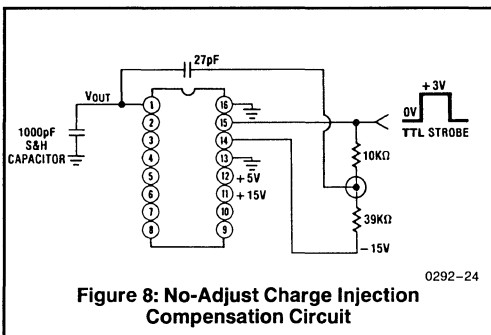 27pF
VOUT
1000pF
S&H
CAPACITOR
1
2
3
4
5
6
7
8
16
15
14
13
12
11
10
9
+5V
+15V
+3V
0V
TTL STROBE
10KΩ
39KΩ
-15V
0292-24
Figure 8: No-Adjust Charge Injection
Compensation Circuit